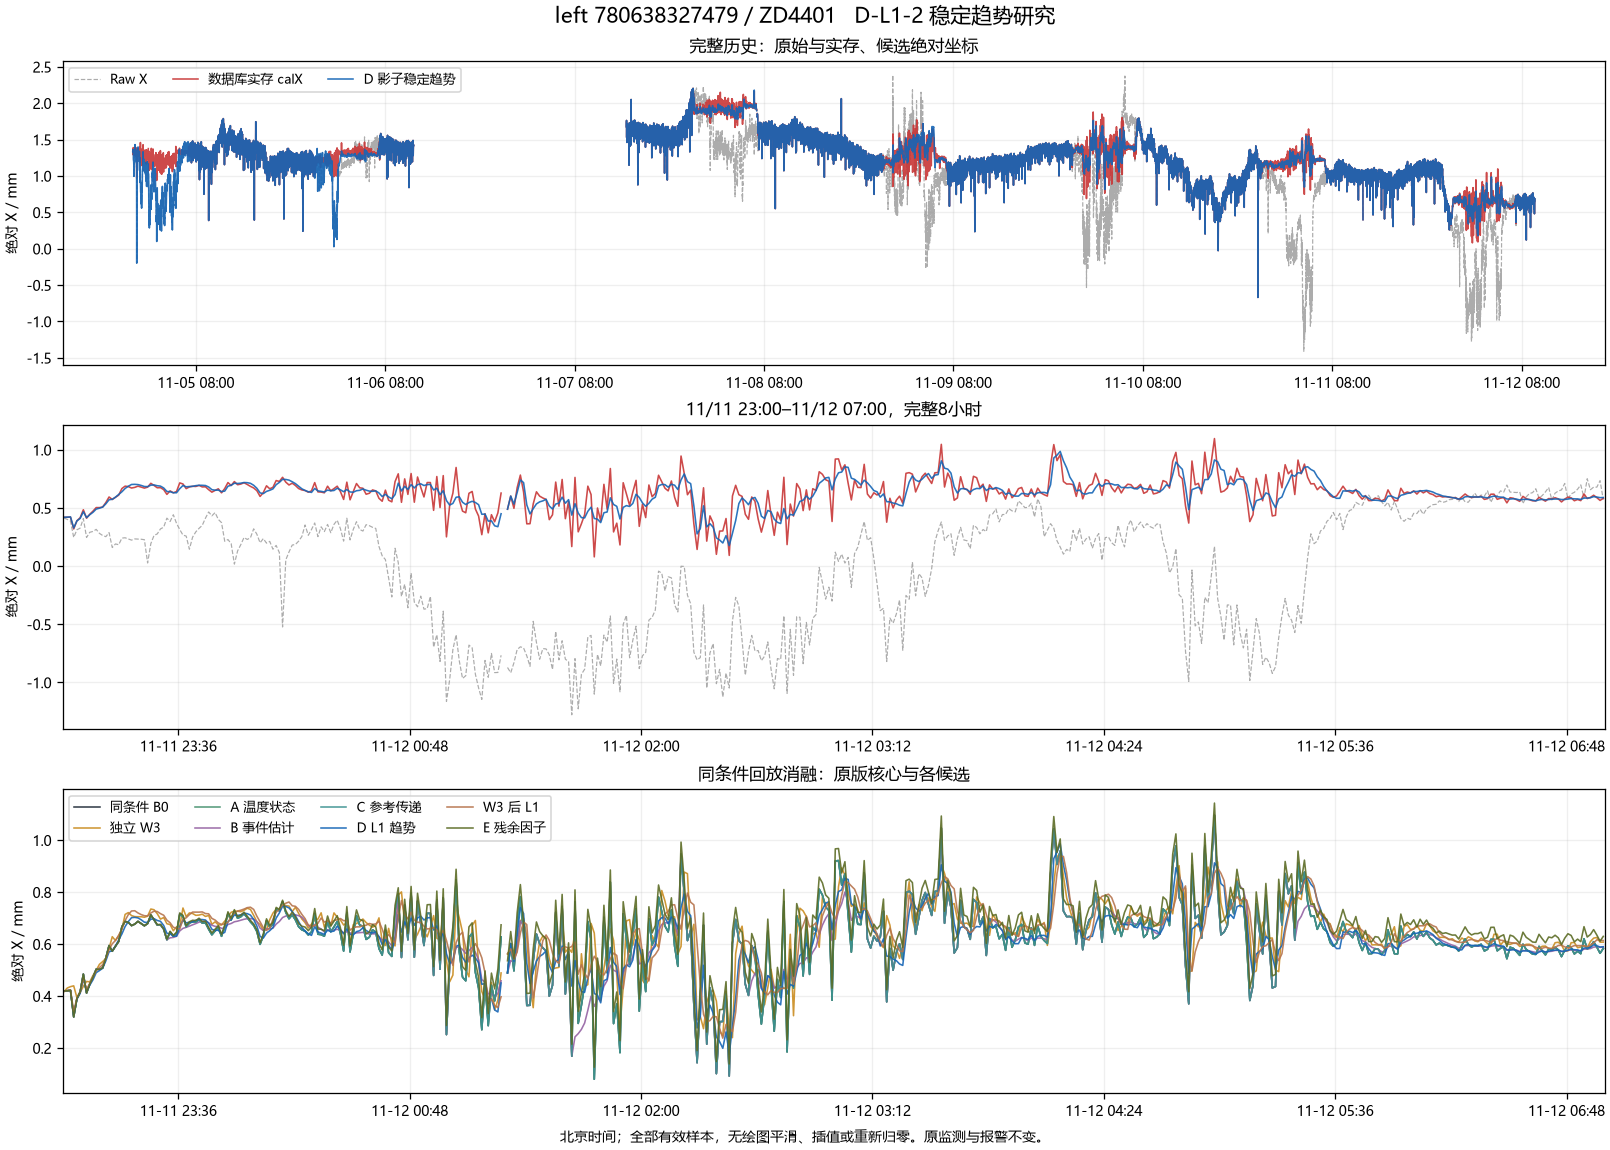 left 780638327479 / ZD4401   D-L1-2 稳定趋势研究
完整历史：原始与实存、候选绝对坐标
Raw X
数据库实存 calX
D 影子稳定趋势
绝对 X / mm
2.5
2.0
1.5
1.0
0.5
0.0
-0.5
-1.0
-1.5
11-05 08:00
11-06 08:00
11-07 08:00
11-08 08:00
11-09 08:00
11-10 08:00
11-11 08:00
11-12 08:00
11/11 23:00–11/12 07:00，完整8小时
绝对 X / mm
1.0
0.5
0.0
-0.5
-1.0
11-11 23:36
11-12 00:48
11-12 02:00
11-12 03:12
11-12 04:24
11-12 05:36
11-12 06:48
同条件回放消融：原版核心与各候选
同条件 B0
A 温度状态
C 参考传递
W3 后 L1
独立 W3
B 事件估计
D L1 趋势
E 残余因子
绝对 X / mm
1.0
0.8
0.6
0.4
0.2
11-11 23:36
11-12 00:48
11-12 02:00
11-12 03:12
11-12 04:24
11-12 05:36
11-12 06:48
北京时间；全部有效样本，无绘图平滑、插值或重新归零。原监测与报警不变。